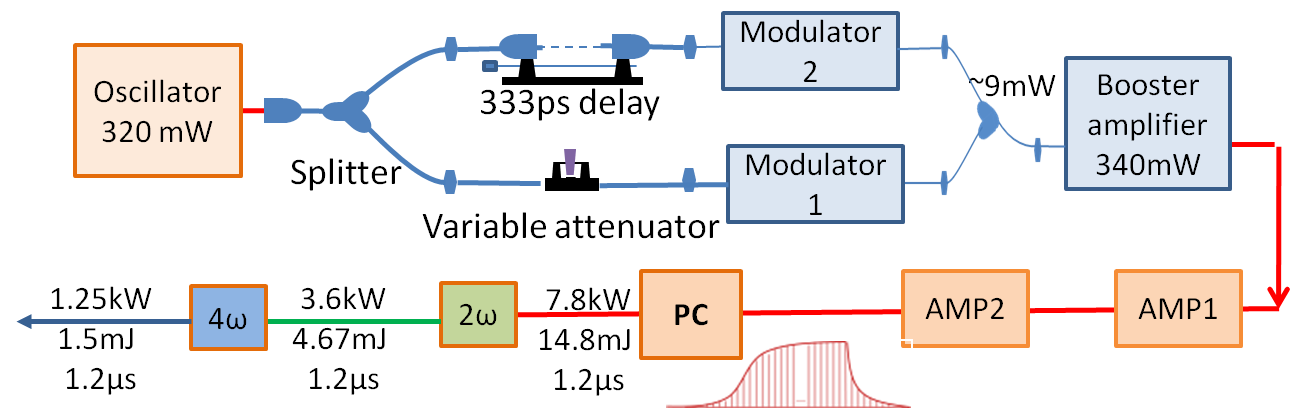 Oscillator
320 mW
Splitter
333ps delay
Variable attenuator
Modulator
2
Modulator
1
~9mW
Booster
amplifier
340mW
AMP1
AMP2
PC
7.8kW
14.8mJ
1.2µs
2ω
3.6kW
4.67mJ
1.2µs
4ω
1.25kW
1.5mJ
1.2µs